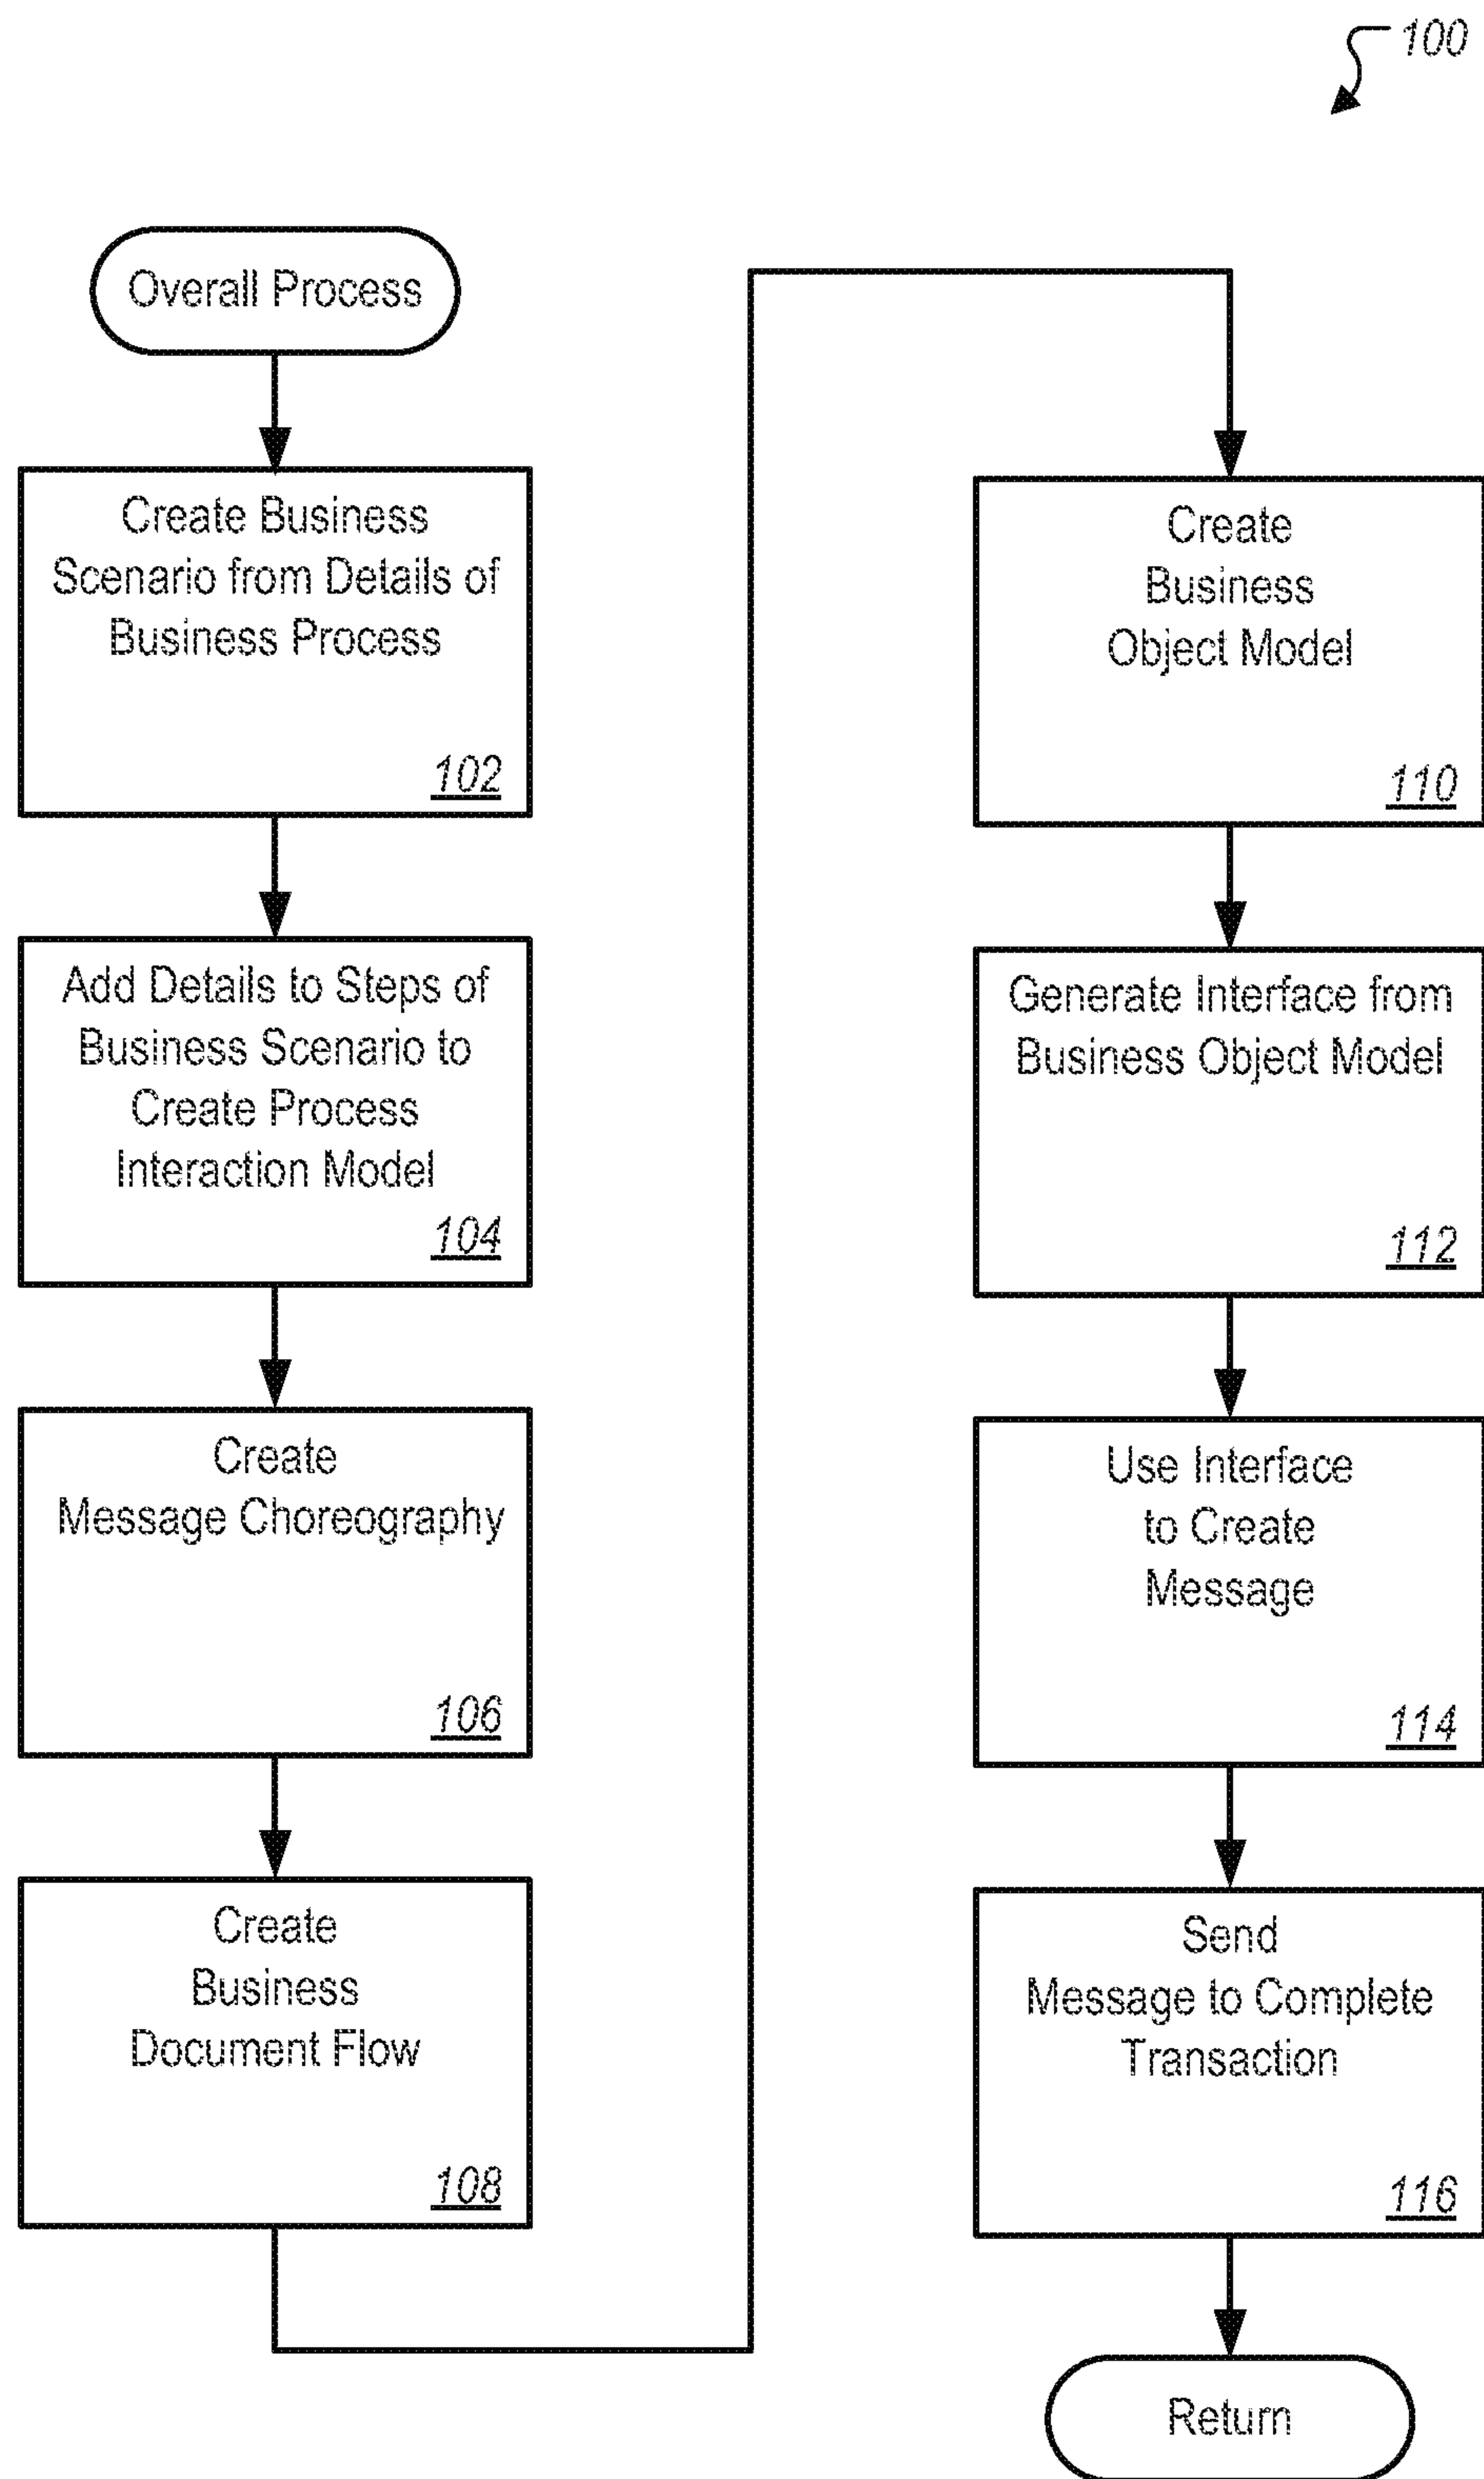 100
Overall Process
Create Business
Scenario from Details of
Business Process
102
Add Details to Steps of
Business Scenario to
Create Process
Interaction Model
104
Create
Message Choreography
106
Create
Business
Document Flow
108
Create
Business
Object Model
110
Generate Interface from
Business Object Model
112
Use Interface
to Create
Message
114
Send
Message to Complete
Transaction
116
Return